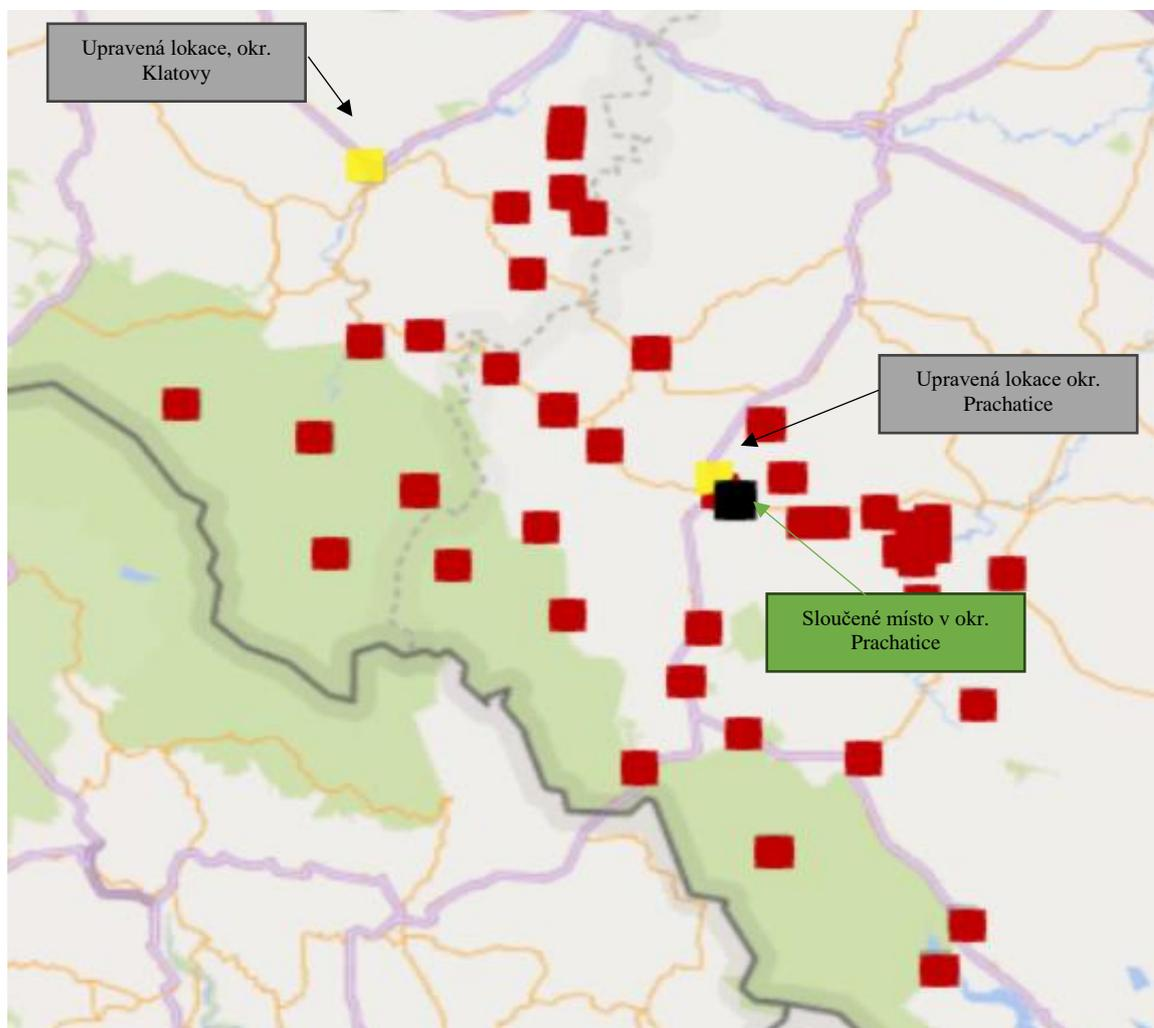 Upravená lokace, okr.
Klatovy
Upravená lokace okr.
Prachatice
Sloučené místo v okr.
Prachatice